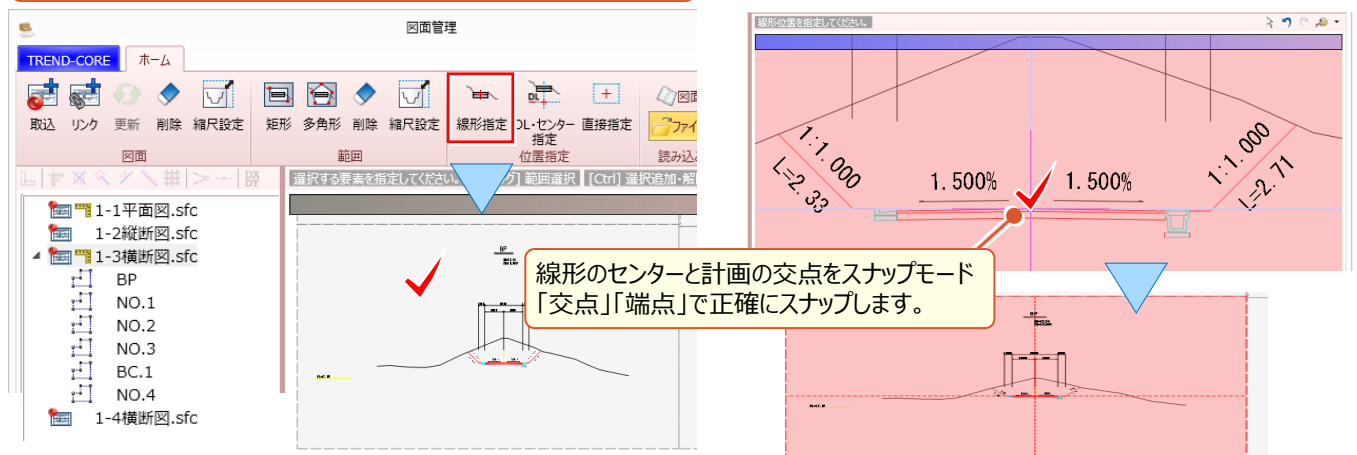 図面管理
TREND-CORE ホーム
取込 リンク 更新 削除 縮尺設定 矩形 多角形 削除 縮尺設定 線形指定 DL・センター指定 直接指定
図面 範囲 位置指定
選択する要素を指定してください。 範囲選択 [Ctrl]
1-1平面図.sfc
1-2縦断図.sfc
1-3横断図.sfc
BP
NO.1
NO.2
NO.3
BC.1
NO.4
1-4横断図.sfc
BP
線形位置を指定してください。
1:1.000
L=2.33
1.500%
1.500%
1:1.000
L=2.71
線形のセンターと計画の交点をスナップモード
「交点」「端点」で正確にスナップします。